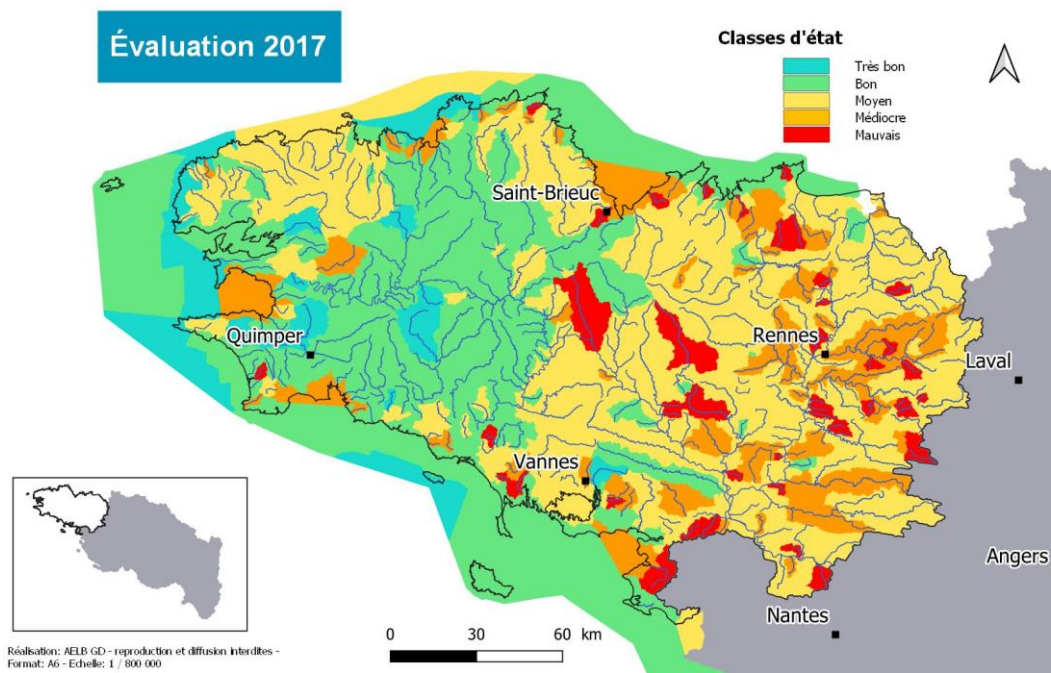 Évaluation 2017
Classes d'état
Très bon
Bon
Moyen
Médiocre
Mauvais
Saint-Brieuc
Quimper
Rennes
Laval
Vannes
Angers
Nantes
0 30 60 km
Réalisation: AELB GD - reproduction et diffusion interdites -
Format: A6 - Echelle: 1 / 800 000